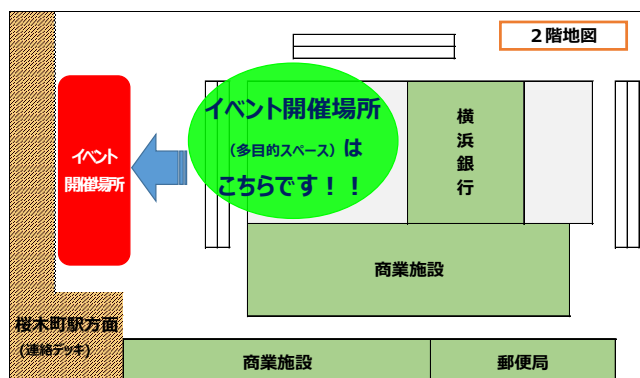 ２階地図
イベント開催場所
（多目的スペース）は
こちらです！！
イベント
開催場所
横
浜
銀
行
商業施設
桜木町駅方面
(連絡デッキ)
商業施設
郵便局